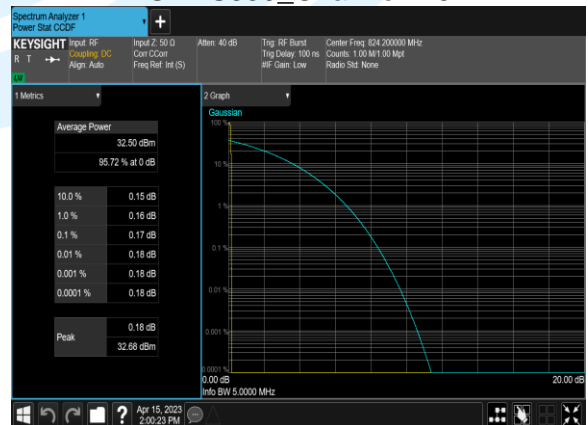 Spectrum Analyzer 1
Power Stat CCDF
KEYSIGHT
R T
LW
Input: RF
Coupling: DC
Align: Auto
Input Z: 50 Ω
Corr CCorr
Freq Ref: Int (S)
Atten: 40 dB
Trig: RF Burst
Trig Delay: 100 ns
#IF Gain: Low
Center Freq: 824.200000 MHz
Counts: 1.00 M/1.00 Mpt
Radio Std: None
1 Metrics
Average Power
32.50 dBm
95.72 % at 0 dB
10.0 % 0.15 dB
1.0 % 0.16 dB
0.1 % 0.17 dB
0.01 % 0.18 dB
0.001 % 0.18 dB
0.0001 % 0.18 dB
Peak
0.18 dB
32.68 dBm
2 Graph
Gaussian
100 %
10 %
1 %
0.1 %
0.01 %
0.001 %
0.0001 %
0.00 dB 20.00 dB
Info BW 5.0000 MHz
?
Apr 15, 2023
2:00:23 PM